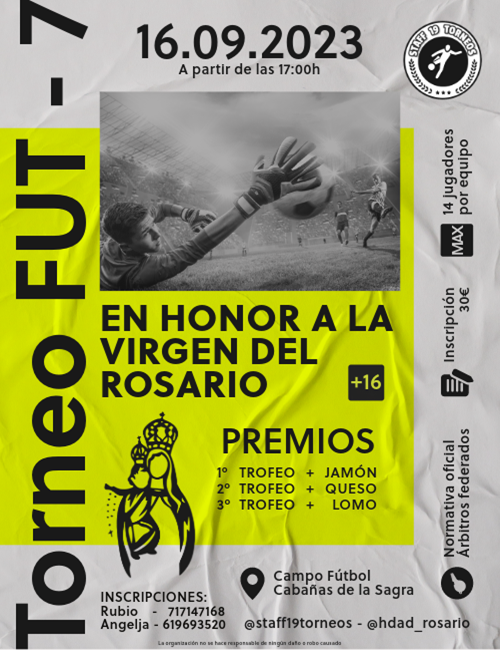 16.09.2023
A partir de las 17:00h
STAFF 19 TORNEOS
Torneo FUT - 7
EN HONOR A LA
VIRGEN DEL
ROSARIO
+16
PREMIOS
1º TROFEO + JAMÓN
2º TROFEO + QUESO
3º TROFEO + LOMO
MAX
14 jugadores
por equipo
Inscripción
30€
Normativa oficial
Árbitros federados
Campo Fútbol
Cabañas de la Sagra
INSCRIPCIONES:
Rubio - 717147168
Angelja - 619693520
@staff19torneos - @hdad_rosario
La organización no se hace responsable de ningún daño o robo causado